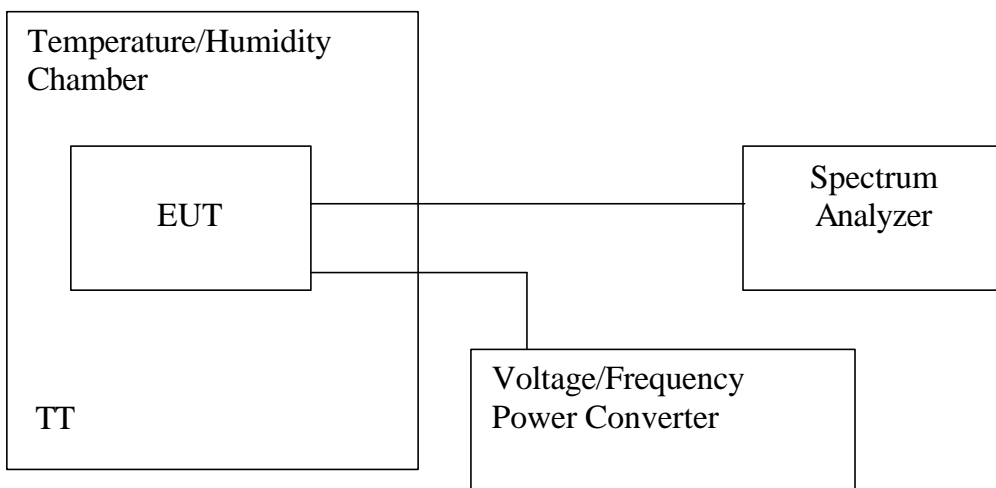 Temperature/Humidity
Chamber
EUT
Spectrum
Analyzer
Voltage/Frequency
Power Converter
TT